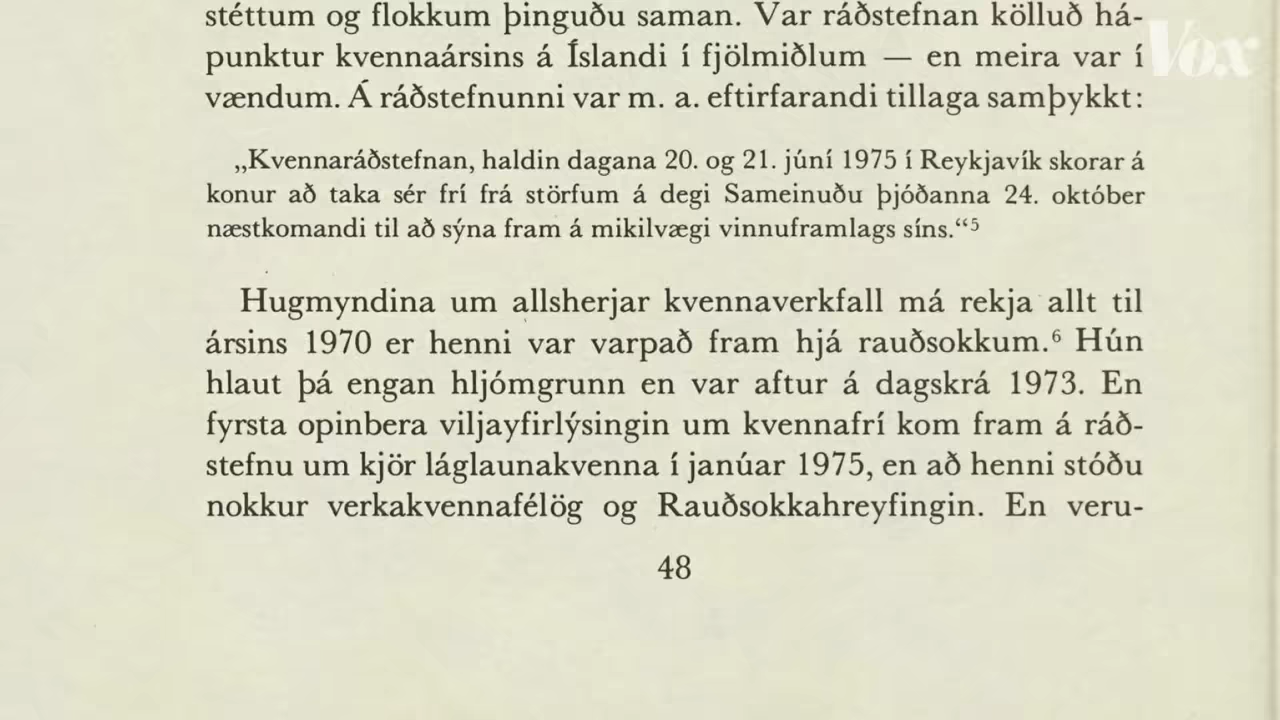 stéttum og flokkum þinguðu saman. Var ráðstefnan kölluð há-
punktur kvennaársins á Íslandi í fjölmiðlum — en meira var í
vændum. Á ráðstefnunni var m. a. eftirfarandi tillaga samþykkt:
„Kvennaráðstefnan, haldin dagana 20. og 21. júní 1975 í Reykjavík skorar á
konur að taka sér frí frá störfum á degi Sameinuðu þjóðanna 24. október
næstkomandi til að sýna fram á mikilvægi vinnuframlags síns.“⁵
Hugmyndina um allsherjar kvennaverkfall má rekja allt til
ársins 1970 er henni var varpað fram hjá rauðsokkum.⁶ Hún
hlaut þá engan hljómgrunn en var aftur á dagskrá 1973. En
fyrsta opinbera viljayfirlýsingin um kvennafrí kom fram á ráð-
stefnu um kjör láglaunakvenna í janúar 1975, en að henni stóðu
nokkur verkakvennafélög og Rauðsokkahreyfingin. En veru-
48
Vox